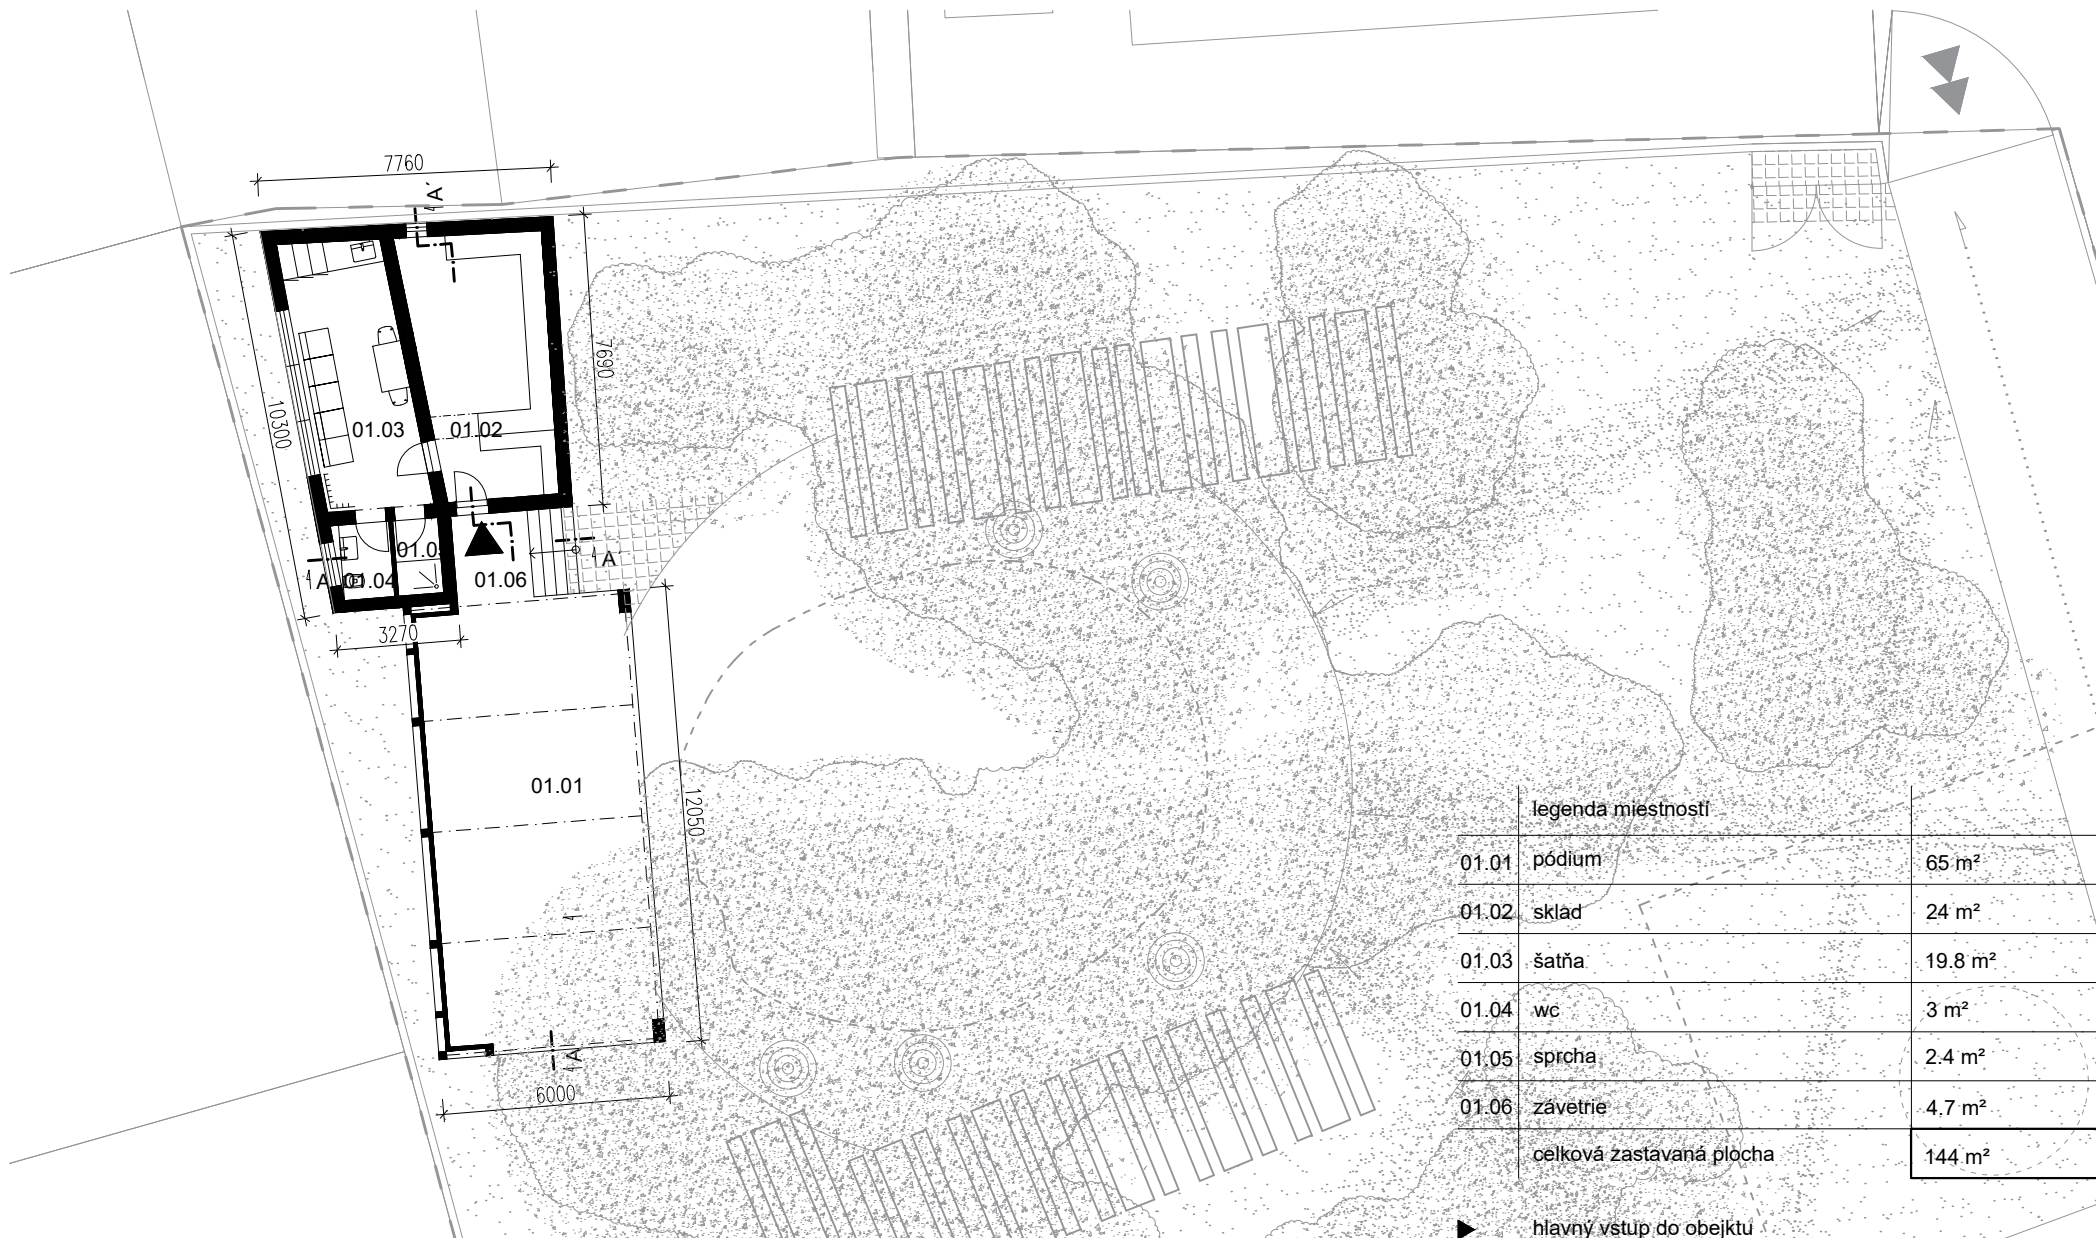 7760
A´
7690
10300
01.03
01.02
01.05
A´
A
01.04
01.06
3270
01.01
12050
A
6000
legenda miestností
01.01 pódium 65 m²
01.02 sklad 24 m²
01.03 šatňa 19.8 m²
01.04 wc 3 m²
01.05 sprcha 2.4 m²
01.06 závetrie 4.7 m²
celková zastavaná plocha 144 m²
hlavný vstup do obejktu